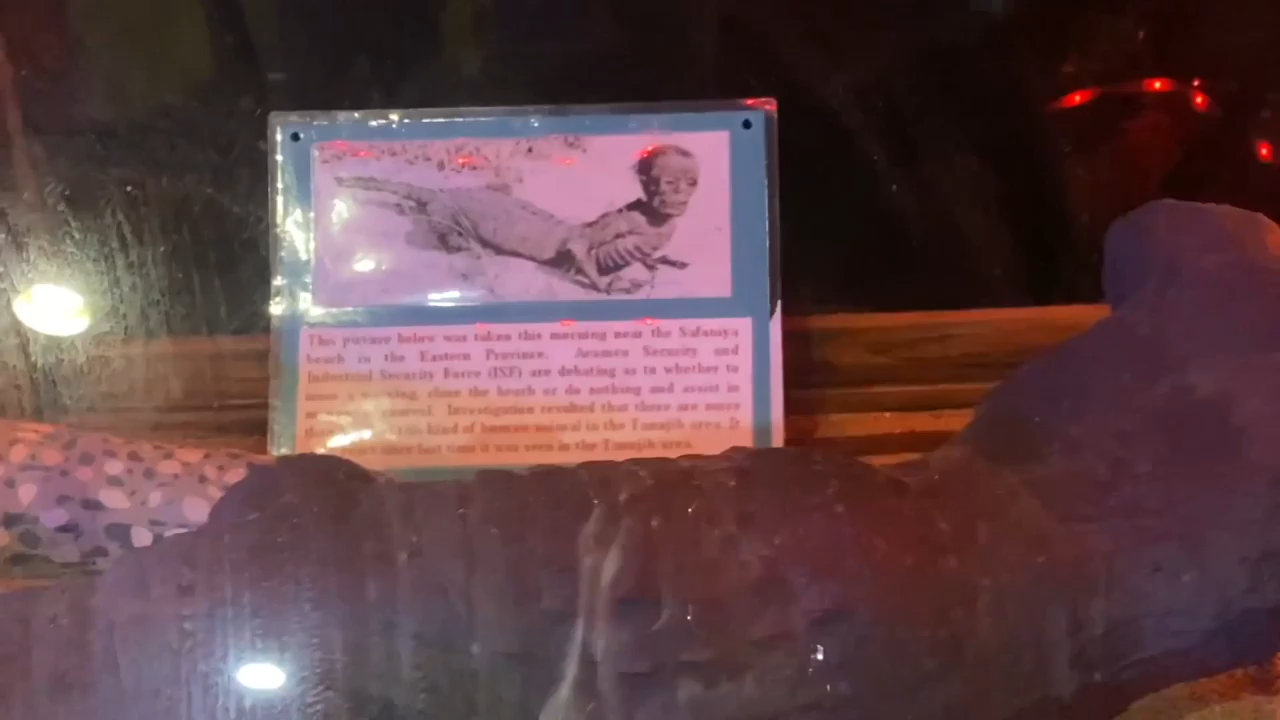 This picture below was taken this morning near the Safaniya
beach in the Eastern Province. Aramco Security and
Industrial Security Force (ISF) are debating as to whether to
issue a warning, close the beach or do nothing and assist in
Investigation resulted that there are more
this kind of human-animal in the Tanajib area. It
since last time it was seen in the Tanajib area.